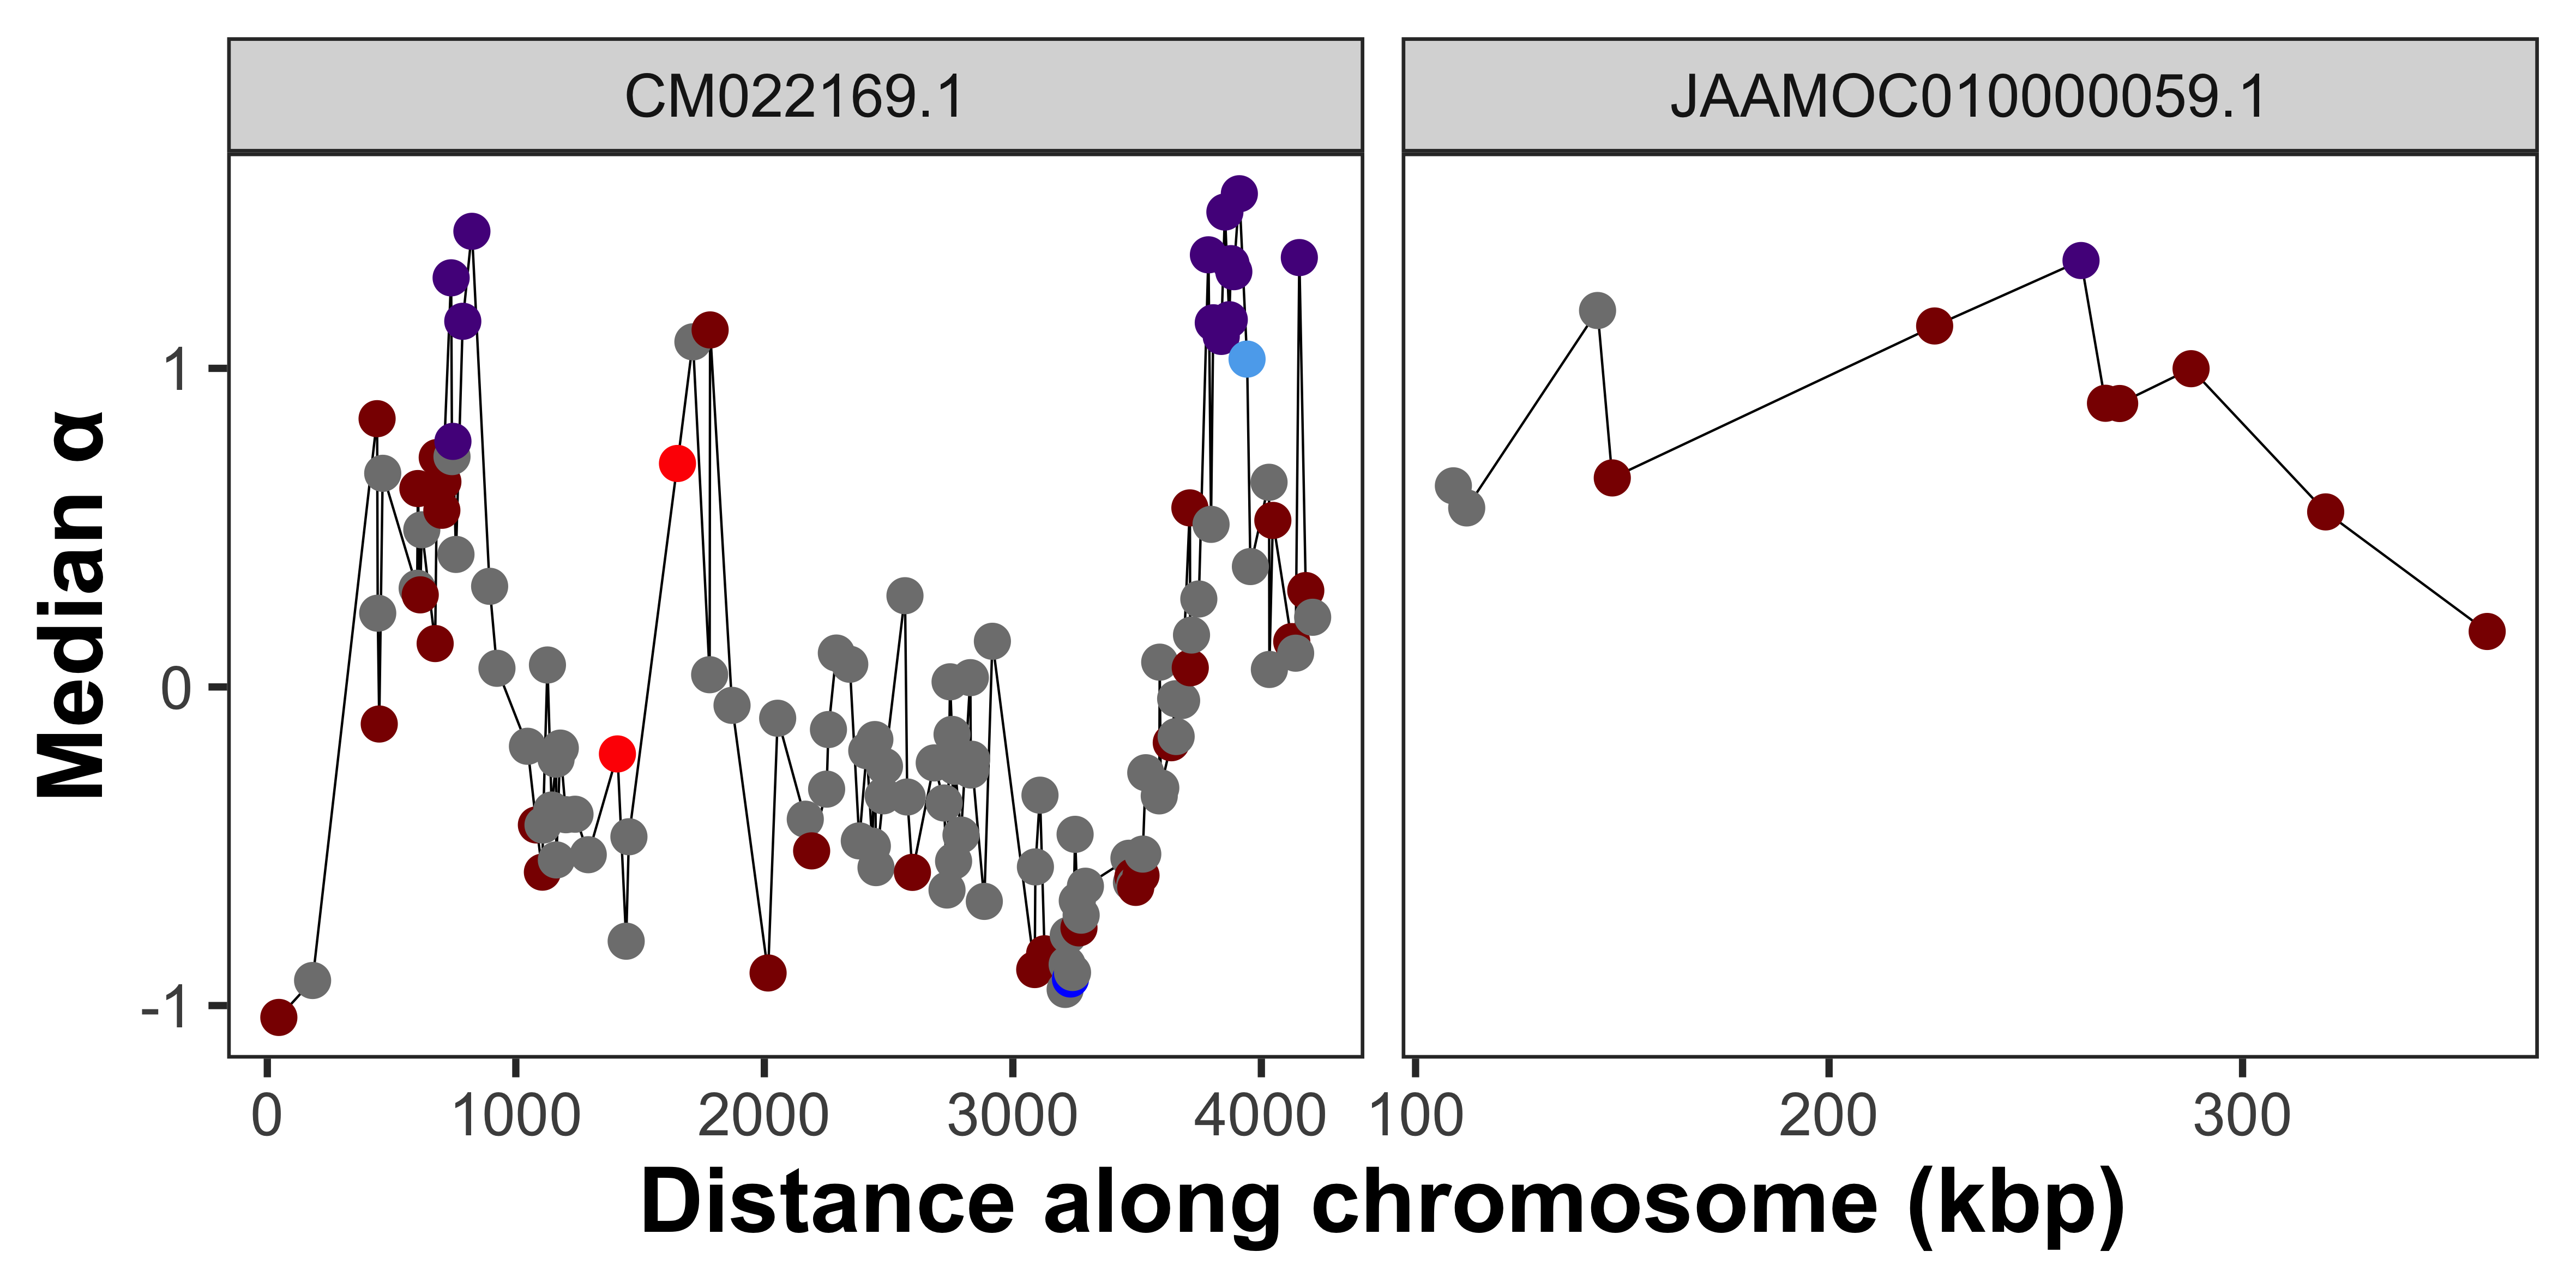 CM022169.1
JAAMOC010000059.1
Median α
1
0
-1
0 1000 2000 3000 4000
100 200 300
Distance along chromosome (kbp)